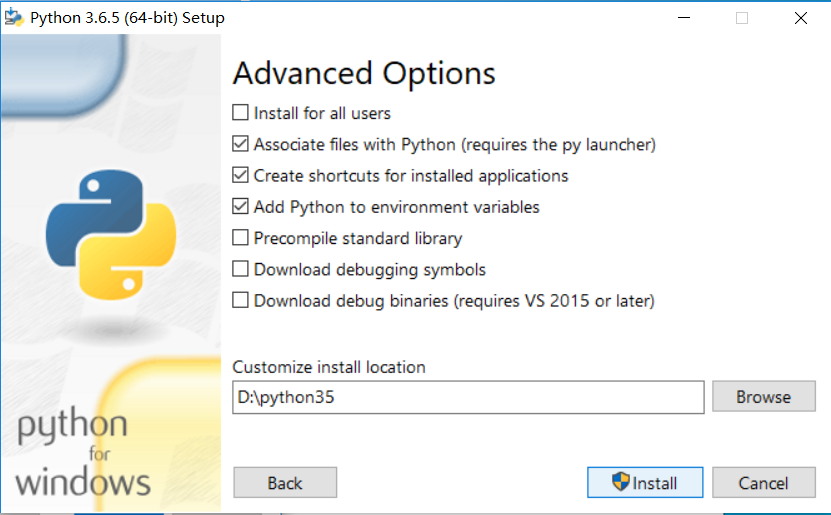 Python 3.6.5 (64-bit) Setup
Advanced Options
Install for all users
Associate files with Python (requires the py launcher)
Create shortcuts for installed applications
Add Python to environment variables
Precompile standard library
Download debugging symbols
Download debug binaries (requires VS 2015 or later)
Customize install location
D:\python35
Browse
python
for
windows
Back
Install
Cancel